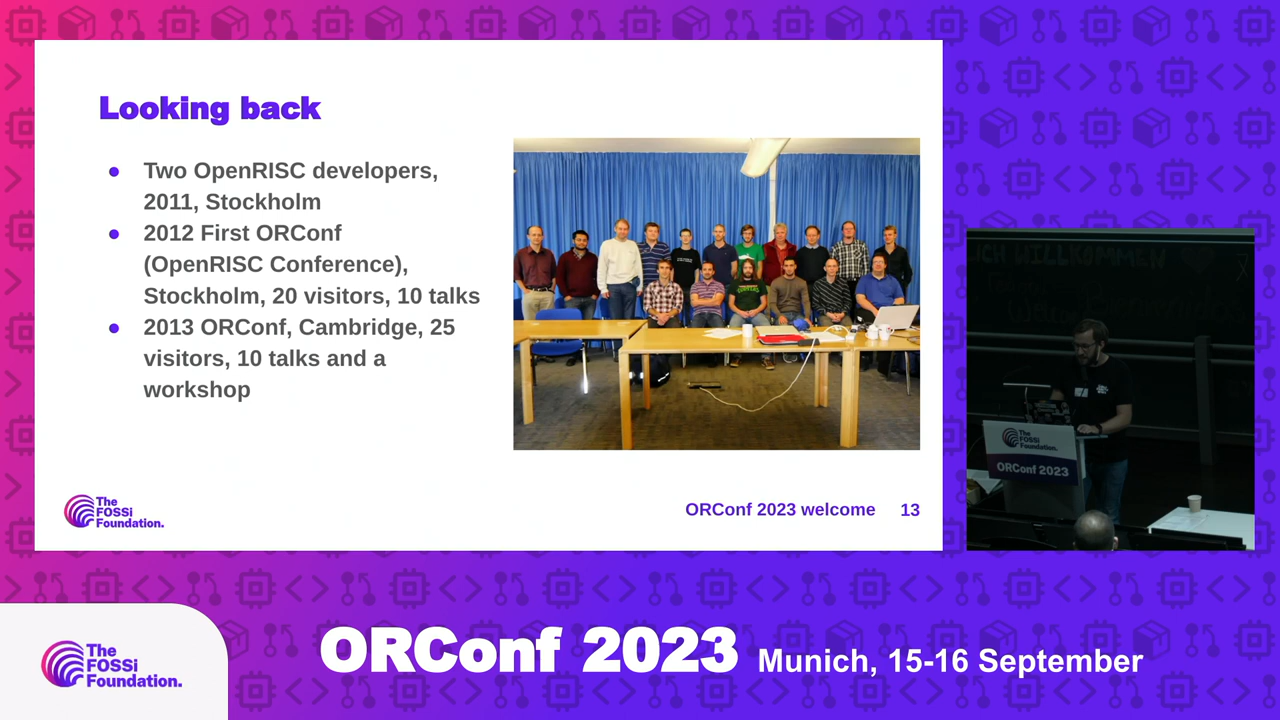 Looking back
Two OpenRISC developers,
2011, Stockholm
2012 First ORConf
(OpenRISC Conference),
Stockholm, 20 visitors, 10 talks
2013 ORConf, Cambridge, 25
visitors, 10 talks and a
workshop
The
FOSSi
Foundation.
ORConf 2023 welcome 13
WILLKOMMEN
The
FOSSi
Foundation.
ORConf 2023
The
FOSSi
Foundation.
ORConf 2023 Munich, 15-16 September